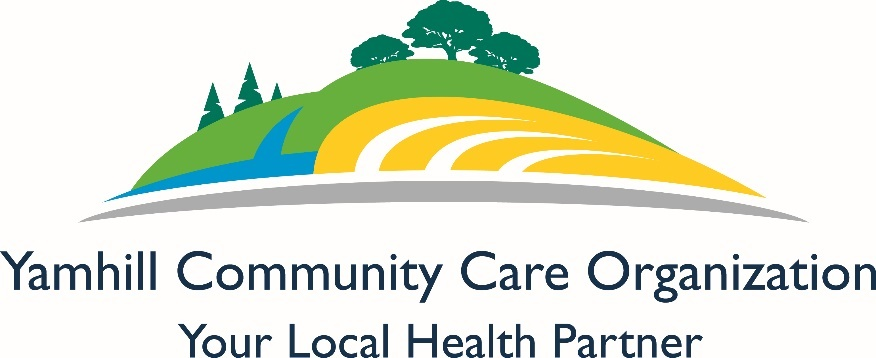 Yamhill Community Care Organization
Your Local Health Partner